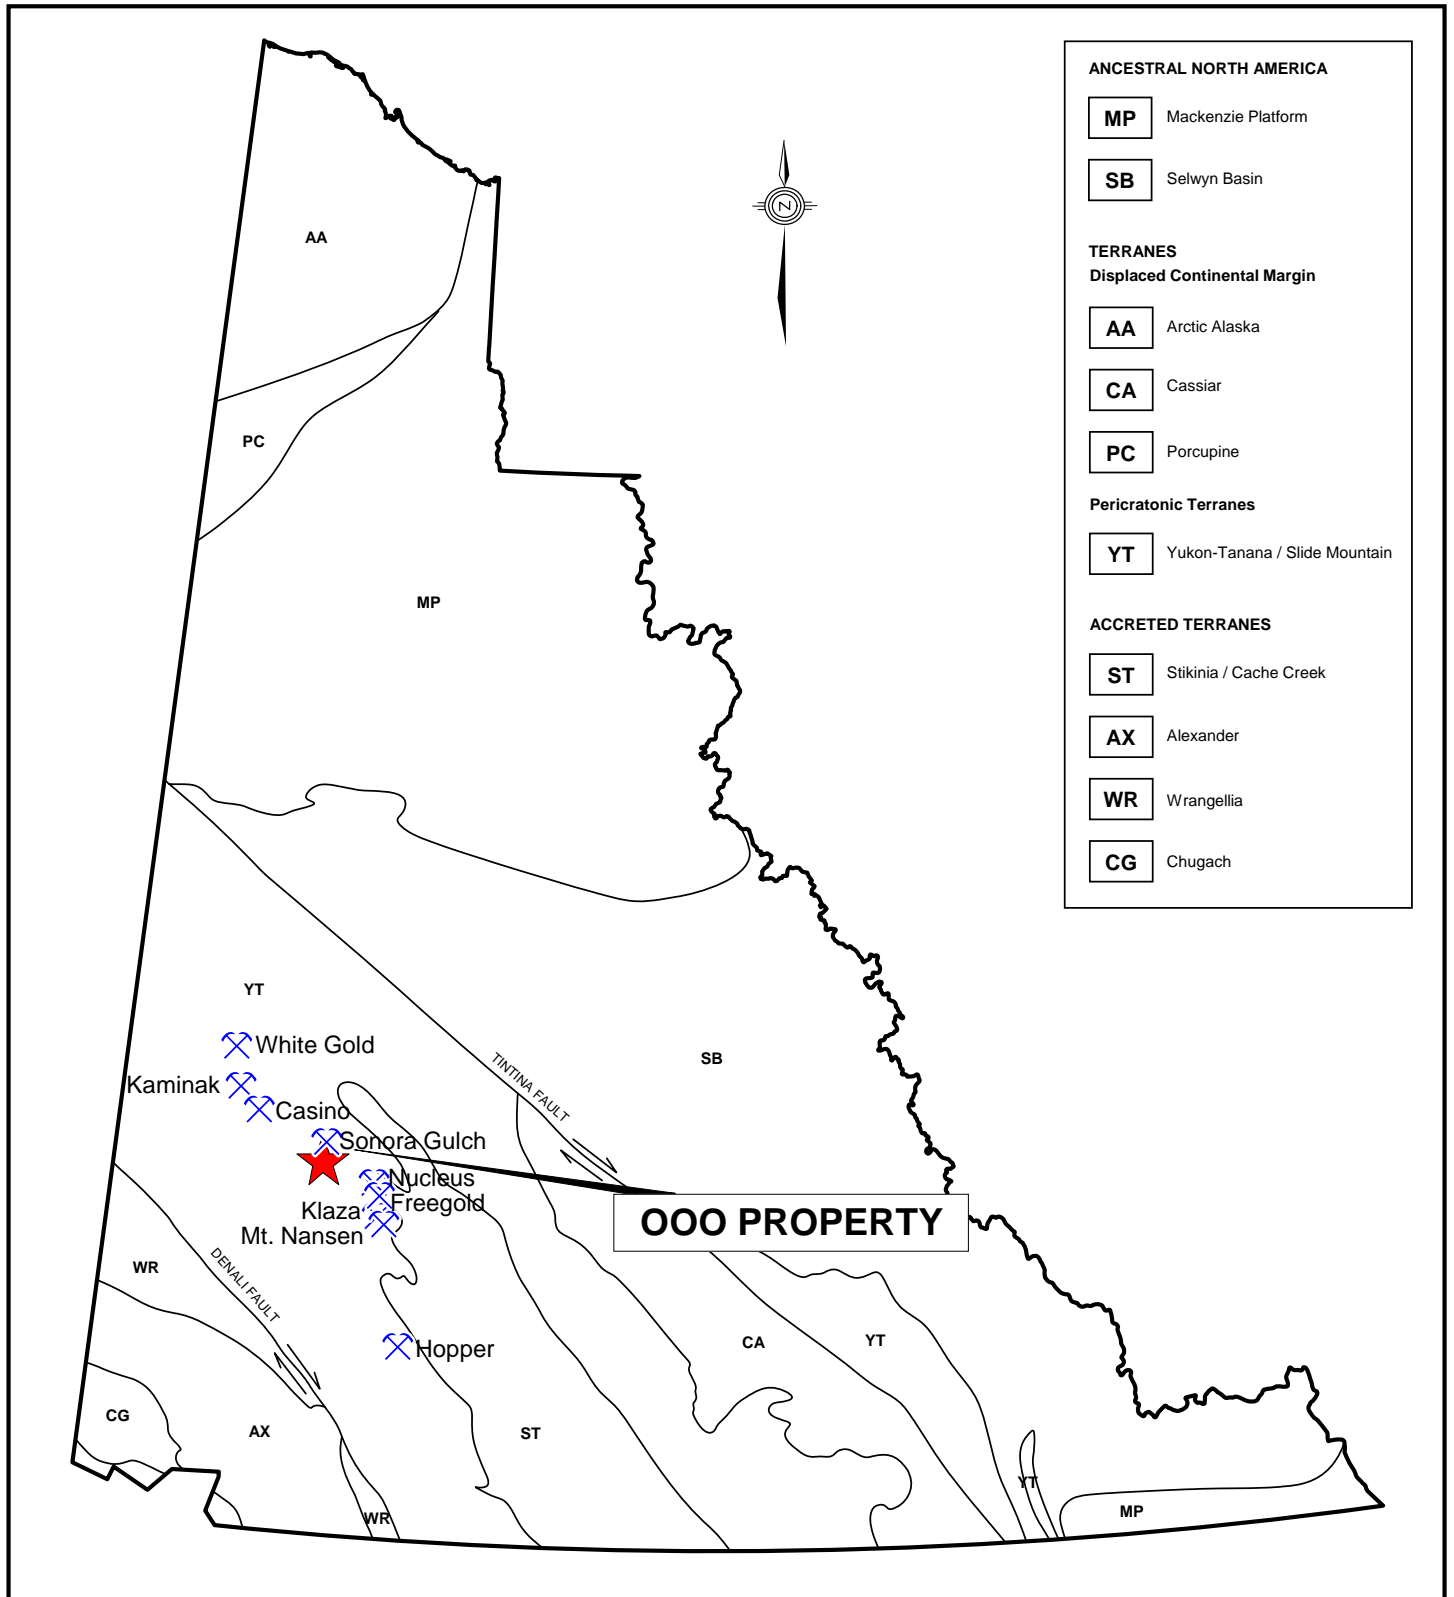 ANCESTRAL NORTH AMERICA
MP Mackenzie Platform
SB Selwyn Basin
TERRANES
Displaced Continental Margin
AA Arctic Alaska
CA Cassiar
PC Porcupine
Pericratonic Terranes
YT Yukon-Tanana / Slide Mountain
ACCRETED TERRANES
ST Stikinia / Cache Creek
AX Alexander
WR Wrangellia
CG Chugach
N
AA
PC
MP
YT
White Gold
SB
TINTINA FAULT
Kaminak
Casino
Sonora Gulch
Nucleus
Freegold
Klaza
Mt. Nansen
OOO PROPERTY
WR
DENALI FAULT
Hopper
CA
YT
CG
AX
ST
YT
MP
WR